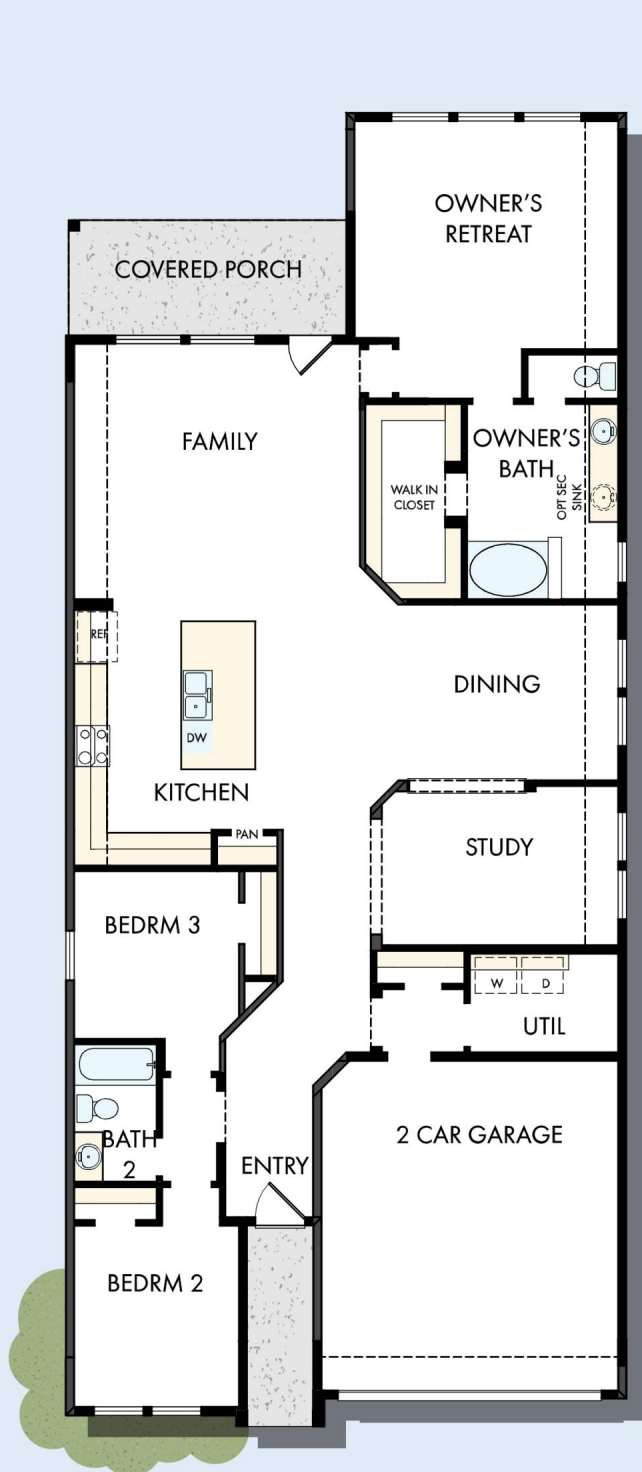 OWNER'S
RETREAT
COVERED PORCH
FAMILY
OWNER'S
BATH
WALK IN
CLOSET
OPT SEC
SINK
REF
DINING
DW
KITCHEN
PAN
STUDY
BEDRM 3
W
D
UTIL
BATH
2
2 CAR GARAGE
ENTRY
BEDRM 2